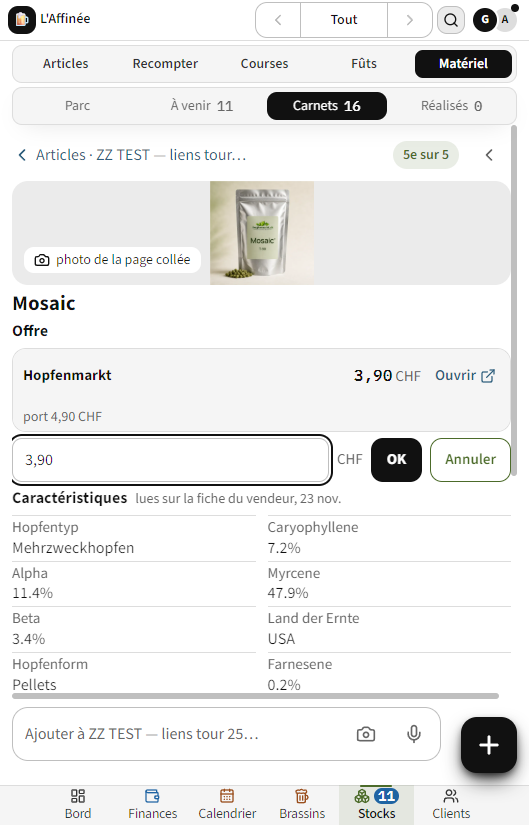 L'Affinée
Tout
G
A
Articles
Recompter
Courses
Fûts
Matériel
Parc
À venir 11
Carnets 16
Réalisés 0
Articles · ZZ TEST — liens tour…
5e sur 5
Mosaic
photo de la page collée
Mosaic
Offre
Hopfenmarkt
3,90 CHF
Ouvrir
port 4,90 CHF
3,90
CHF
OK
Annuler
Caractéristiques lues sur la fiche du vendeur, 23 nov.
Hopfentyp
Mehrzweckhopfen
Caryophyllene
7.2%
Alpha
11.4%
Myrcene
47.9%
Beta
3.4%
Land der Ernte
USA
Hopfenform
Pellets
Farnesene
0.2%
Ajouter à ZZ TEST — liens tour 25…
Bord
Finances
Calendrier
Brassins
11
Stocks
Clients